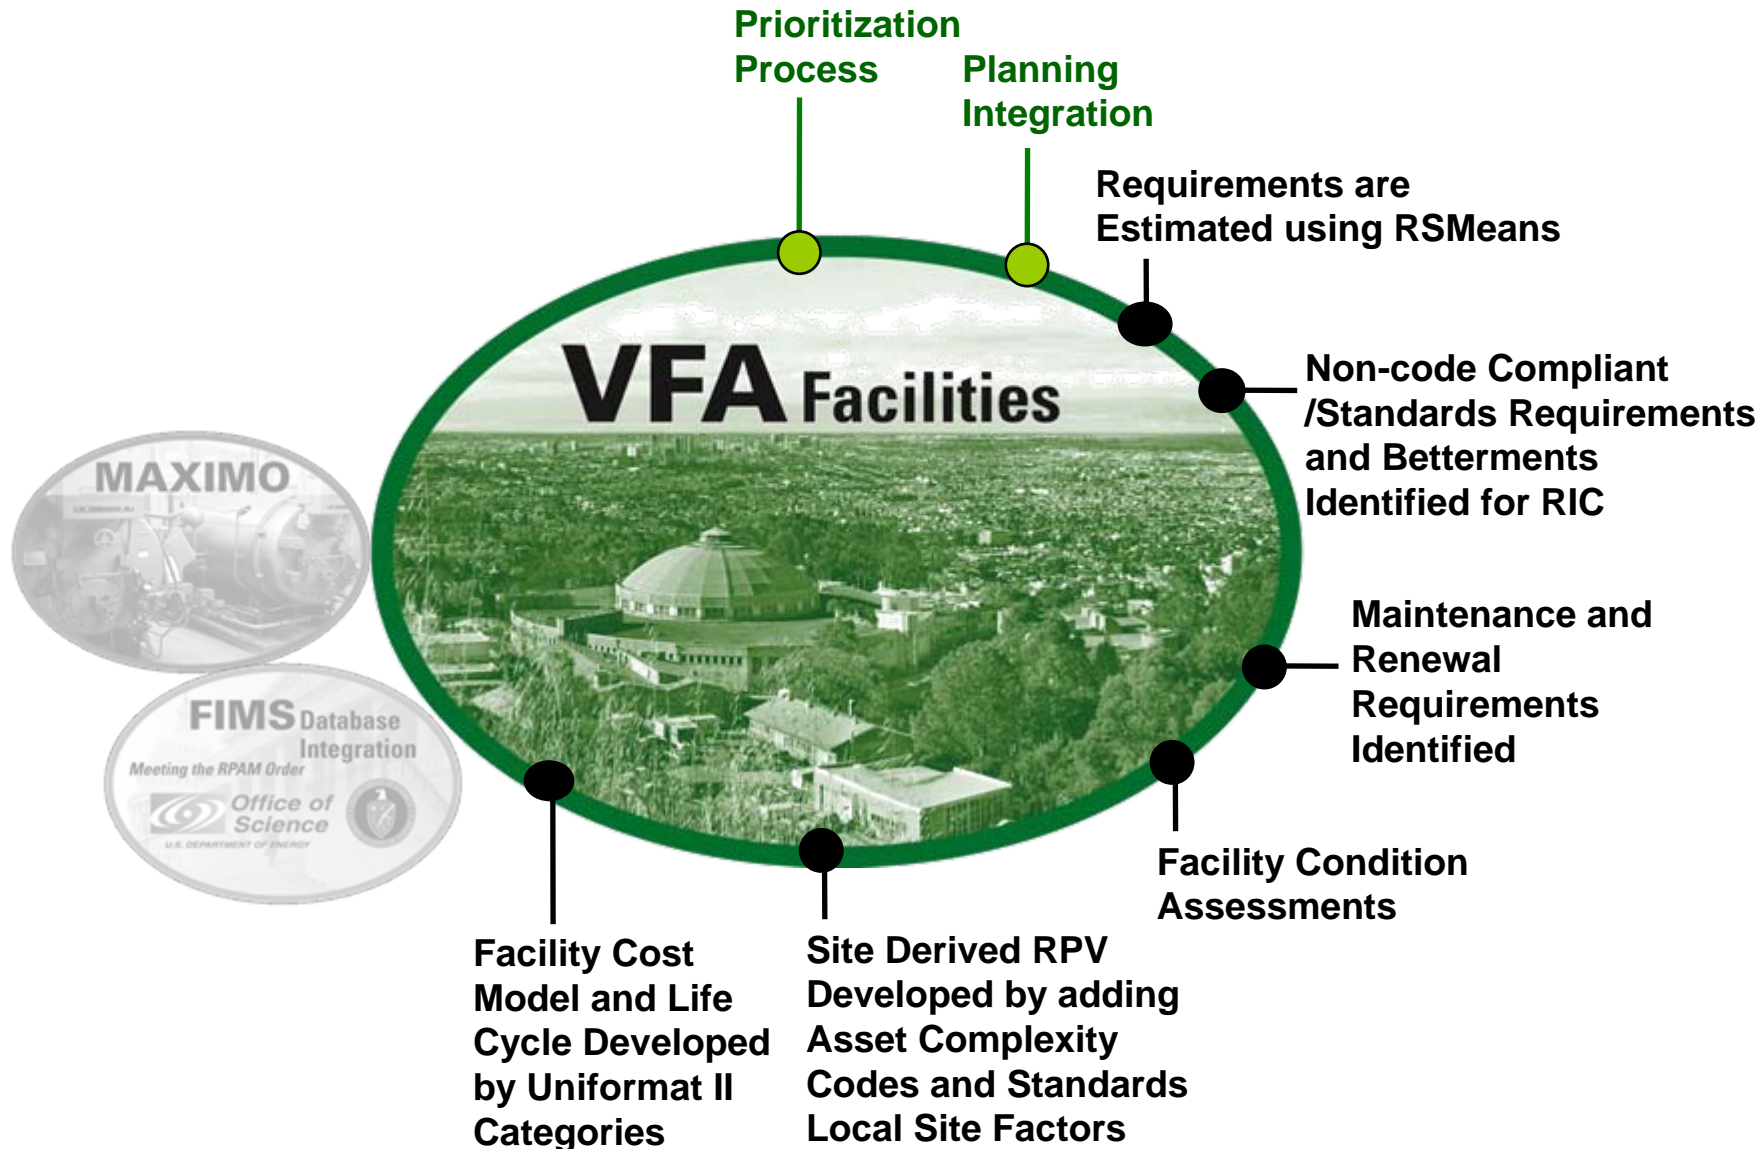 Prioritization
Process
Planning
Integration
Requirements are
Estimated using RSMeans
VFA Facilities
Non-code Compliant
/Standards Requirements
and Betterments
Identified for RIC
MAXIMO
Maintenance and
Renewal
Requirements
Identified
FIMS Database
Integration
Meeting the RPAM Order
Office of
Science
U.S. DEPARTMENT OF ENERGY
Facility Condition
Assessments
Facility Cost
Model and Life
Cycle Developed
by Uniformat II
Categories
Site Derived RPV
Developed by adding
Asset Complexity
Codes and Standards
Local Site Factors